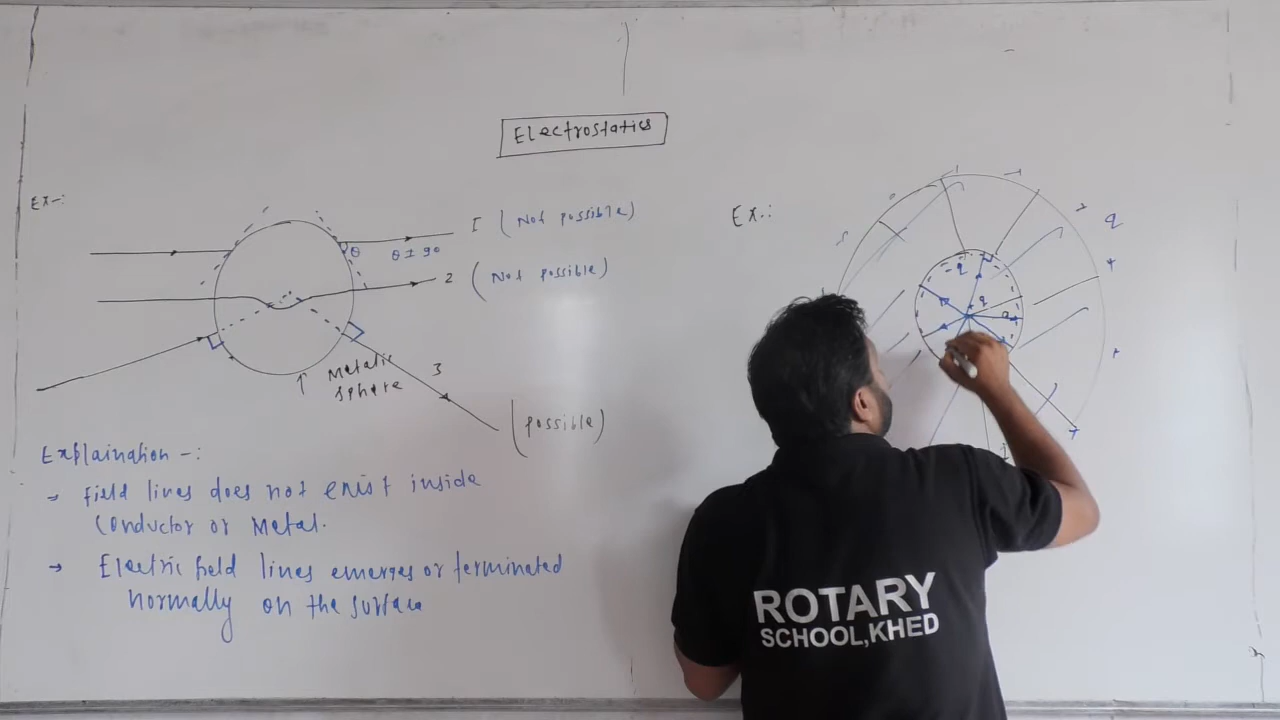 Electrostatics
Ex-:
1 (Not possible)
θ
θ ≠ 90
2 (Not possible)
Metalic
sphere
3
(possible)
Explaination -:
→ Field lines does not exist inside
Conductor or Metal.
→ Electric field lines emerges or terminated
normally on the surface
Ex.:
q
- q
+ q
ROTARY
SCHOOL,KHED